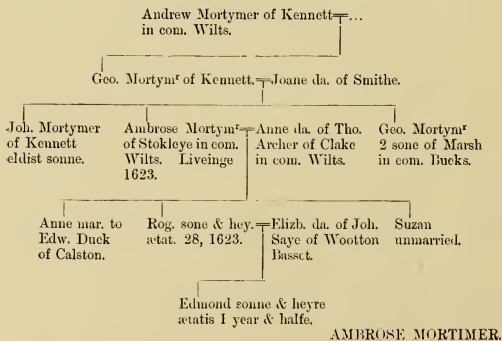 Andrew Mortymer of Kennett ...
in com. Wilts.
Geo. Mortymʳ of Kennett. Joane da. of Smithe.
Joh. Mortymer
of Kennett
eldist sonne.
Ambrose Mortymʳ
of Stokleye in com.
Wilts. Liveinge
1623.
Anne da. of Tho.
Archer of Clake
in com. Wilts.
Geo. Mortymʳ
2 sone of Marsh
in com. Bucks.
Anne mar. to
Edw. Duck
of Calston.
Rog. sone & hey.
ætat. 28, 1623.
Elizb. da. of Joh.
Saye of Wootton
Basset.
Suzan
unmarried.
Edmond sonne & heyre
ætatis 1 year & halfe.
AMBROSE MORTIMER.